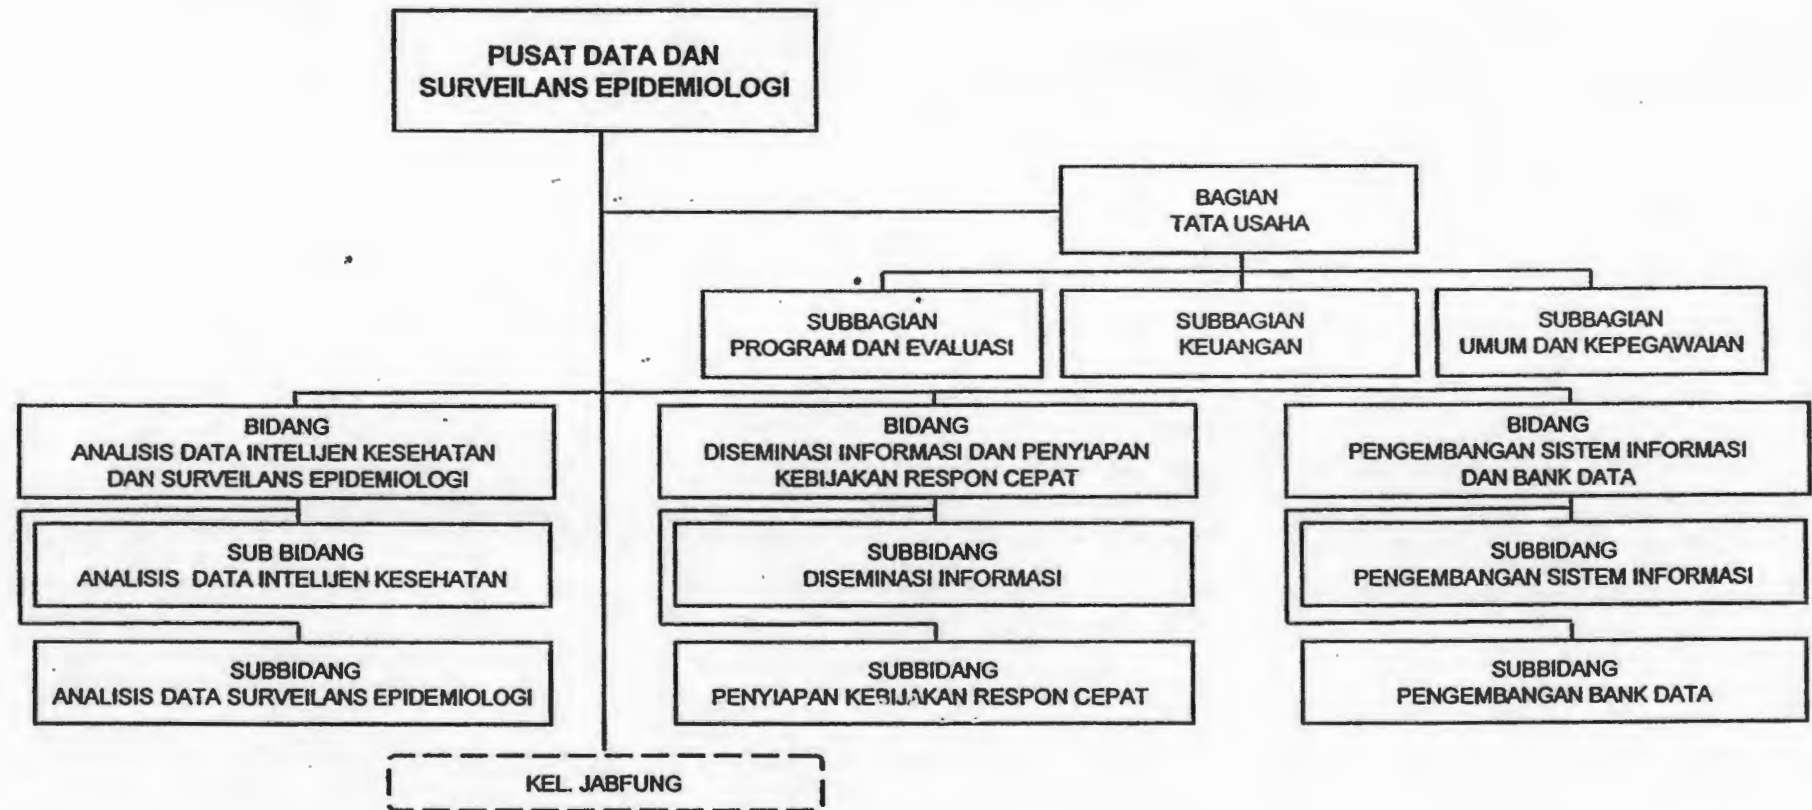 PUSAT DATA DAN
SURVEILANS EPIDEMIOLOGI
BAGIAN
TATA USAHA
SUBBAGIAN
PROGRAM DAN EVALUASI
SUBBAGIAN
KEUANGAN
SUBBAGIAN
UMUM DAN KEPEGAWAIAN
BIDANG
ANALISIS DATA INTELIJEN KESEHATAN
DAN SURVEILANS EPIDEMIOLOGI
BIDANG
DISEMINASI INFORMASI DAN PENYIAPAN
KEBIJAKAN RESPON CEPAT
BIDANG
PENGEMBANGAN SISTEM INFORMASI
DAN BANK DATA
SUB BIDANG
ANALISIS DATA INTELIJEN KESEHATAN
SUBBIDANG
DISEMINASI INFORMASI
SUBBIDANG
PENGEMBANGAN SISTEM INFORMASI
SUBBIDANG
ANALISIS DATA SURVEILANS EPIDEMIOLOGI
SUBBIDANG
PENYIAPAN KEBIJAKAN RESPON CEPAT
SUBBIDANG
PENGEMBANGAN BANK DATA
KEL. JABFUNG